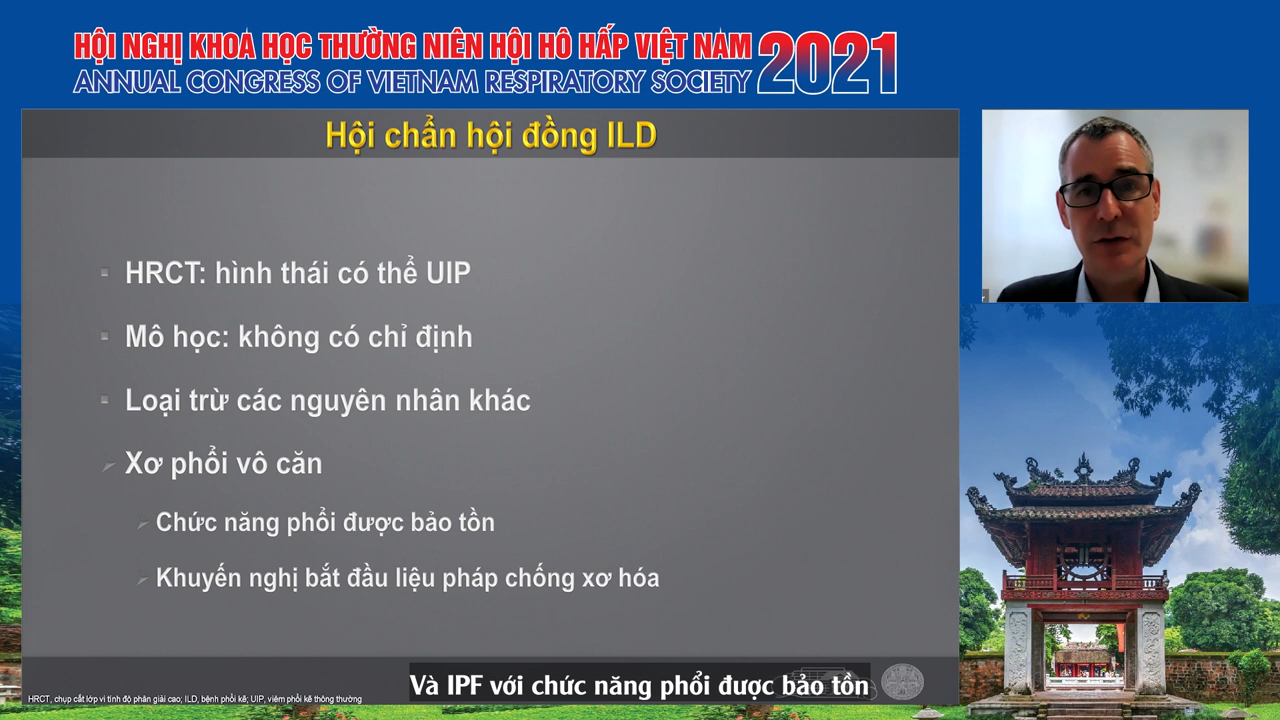 HỘI NGHỊ KHOA HỌC THƯỜNG NIÊN HỘI HÔ HẤP VIỆT NAM 2021
ANNUAL CONGRESS OF VIETNAM RESPIRATORY SOCIETY
Hội chẩn hội đồng ILD
HRCT: hình thái có thể UIP
Mô học: không có chỉ định
Loại trừ các nguyên nhân khác
Xơ phổi vô căn
Chức năng phổi được bảo tồn
Khuyến nghị bắt đầu liệu pháp chống xơ hóa
Và IPF với chức năng phổi được bảo tồn
HRCT, chụp cắt lớp vi tính độ phân giải cao; ILD, bệnh phổi kẽ; UIP, viêm phổi kẽ thông thường